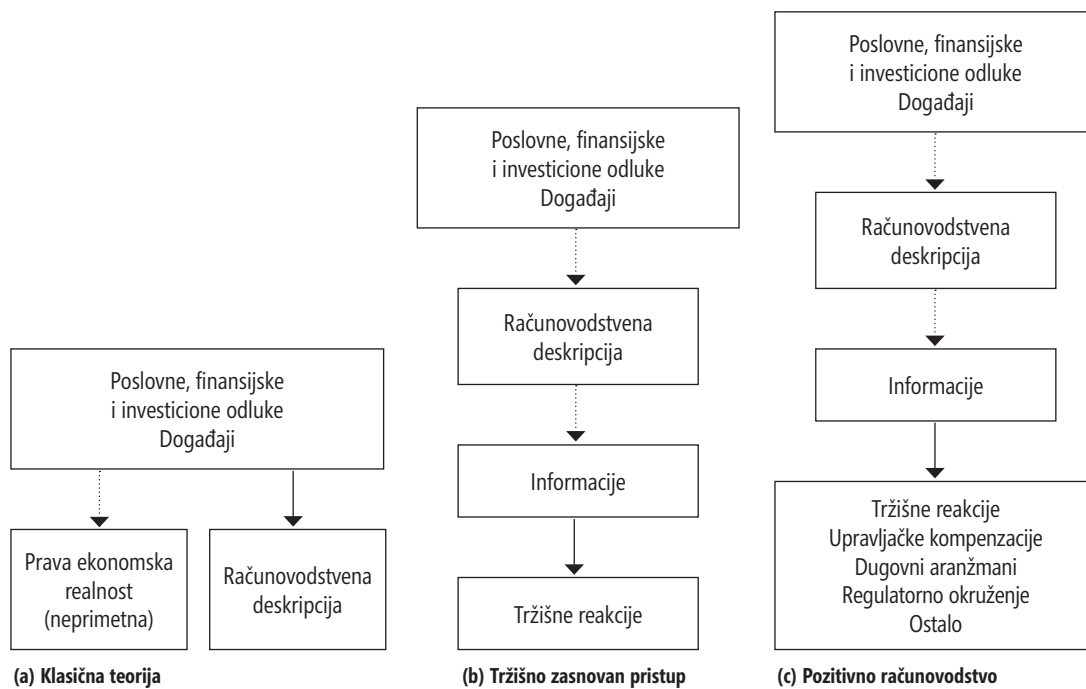 Poslovne, finansijske
i investicione odluke
Događaji
Prava ekonomska
realnost
(neprimetna)
Računovodstvena
deskripcija
(a) Klasična teorija
Poslovne, finansijske
i investicione odluke
Događaji
Računovodstvena
deskripcija
Informacije
Tržišne reakcije
(b) Tržišno zasnovan pristup
Poslovne, finansijske
i investicione odluke
Događaji
Računovodstvena
deskripcija
Informacije
Tržišne reakcije
Upravljačke kompenzacije
Dugovni aranžmani
Regulatorno okruženje
Ostalo
(c) Pozitivno računovodstvo